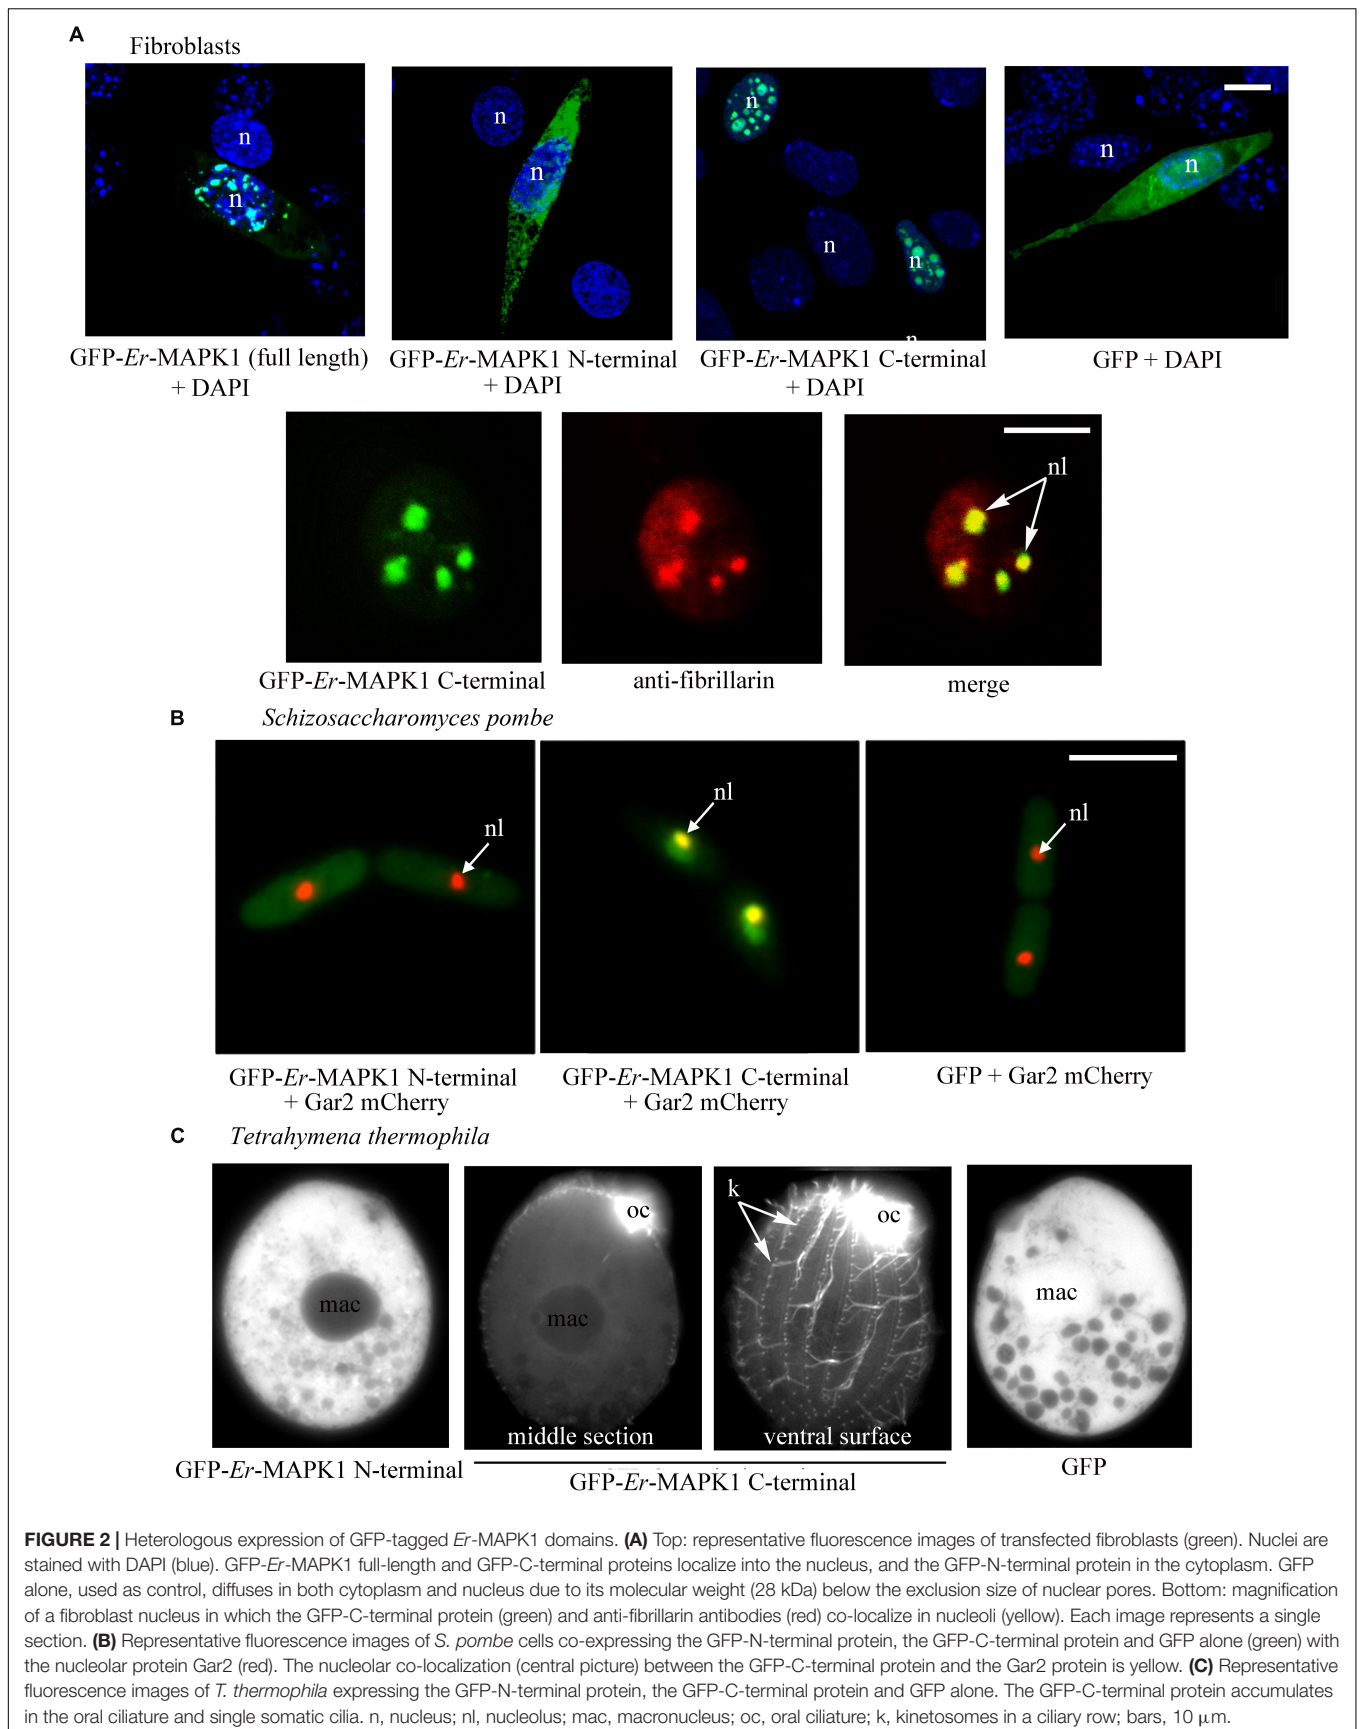 A
Fibroblasts
n
n
n
n
n
n
n
n
n
n
GFP-Er-MAPK1 (full length)
+ DAPI
GFP-Er-MAPK1 N-terminal
+ DAPI
GFP-Er-MAPK1 C-terminal
+ DAPI
GFP + DAPI
nl
GFP-Er-MAPK1 C-terminal
anti-fibrillarin
merge
B
Schizosaccharomyces pombe
nl
nl
nl
GFP-Er-MAPK1 N-terminal
+ Gar2 mCherry
GFP-Er-MAPK1 C-terminal
+ Gar2 mCherry
GFP + Gar2 mCherry
C
Tetrahymena thermophila
mac
oc
mac
middle section
k
oc
ventral surface
mac
GFP-Er-MAPK1 N-terminal
GFP-Er-MAPK1 C-terminal
GFP
FIGURE 2 | Heterologous expression of GFP-tagged Er-MAPK1 domains. (A) Top: representative fluorescence images of transfected fibroblasts (green). Nuclei are
stained with DAPI (blue). GFP-Er-MAPK1 full-length and GFP-C-terminal proteins localize into the nucleus, and the GFP-N-terminal protein in the cytoplasm. GFP
alone, used as control, diffuses in both cytoplasm and nucleus due to its molecular weight (28 kDa) below the exclusion size of nuclear pores. Bottom: magnification
of a fibroblast nucleus in which the GFP-C-terminal protein (green) and anti-fibrillarin antibodies (red) co-localize in nucleoli (yellow). Each image represents a single
section. (B) Representative fluorescence images of S. pombe cells co-expressing the GFP-N-terminal protein, the GFP-C-terminal protein and GFP alone (green) with
the nucleolar protein Gar2 (red). The nucleolar co-localization (central picture) between the GFP-C-terminal protein and the Gar2 protein is yellow. (C) Representative
fluorescence images of T. thermophila expressing the GFP-N-terminal protein, the GFP-C-terminal protein and GFP alone. The GFP-C-terminal protein accumulates
in the oral ciliature and single somatic cilia. n, nucleus; nl, nucleolus; mac, macronucleus; oc, oral ciliature; k, kinetosomes in a ciliary row; bars, 10 μm.